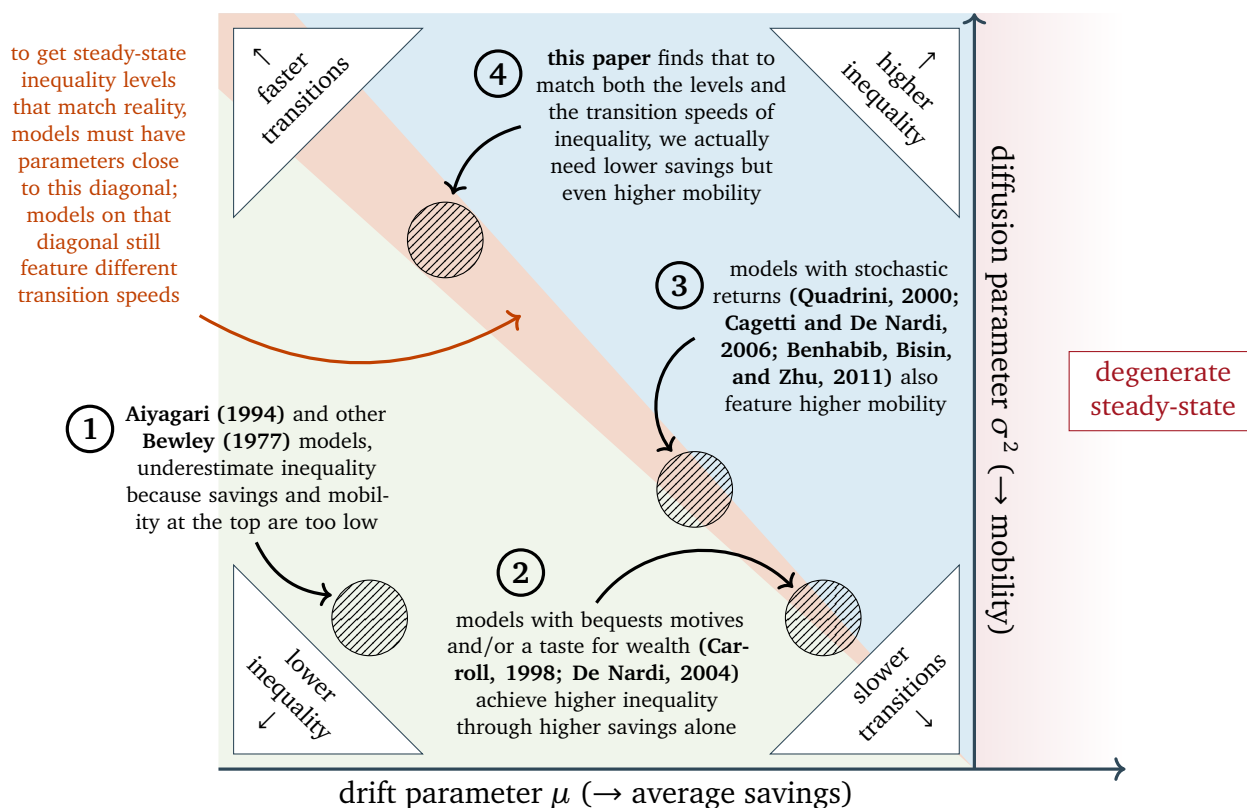 to get steady-state
inequality levels
that match reality,
models must have
parameters close
to this diagonal;
models on that
diagonal still
feature different
transition speeds
↑
faster
transitions
4
this paper finds that to
match both the levels and
the transition speeds of
inequality, we actually
need lower savings but
even higher mobility
↑
higher
inequality
3
models with stochastic
returns (Quadrini, 2000;
Cagetti and De Nardi,
2006; Benhabib, Bisin,
and Zhu, 2011) also
feature higher mobility
1
Aiyagari (1994) and other
Bewley (1977) models,
underestimate inequality
because savings and mobil-
ity at the top are too low
2
models with bequests motives
and/or a taste for wealth (Car-
roll, 1998; De Nardi, 2004)
achieve higher inequality
through higher savings alone
lower
inequality
↓
slower
transitions
↓
diffusion parameter σ² (→ mobility)
degenerate
steady-state
drift parameter μ (→ average savings)